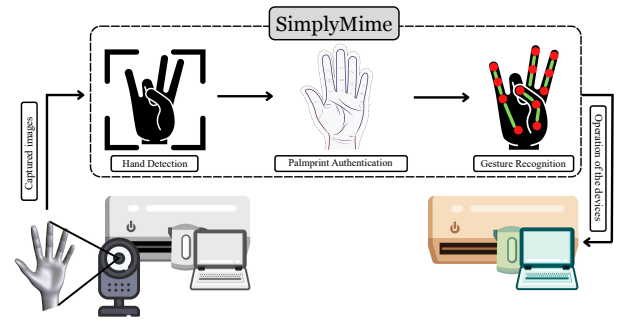 SimplyMime
Captured images
Hand Detection
Palmprint Authentication
Gesture Recognition
Operation of the devices